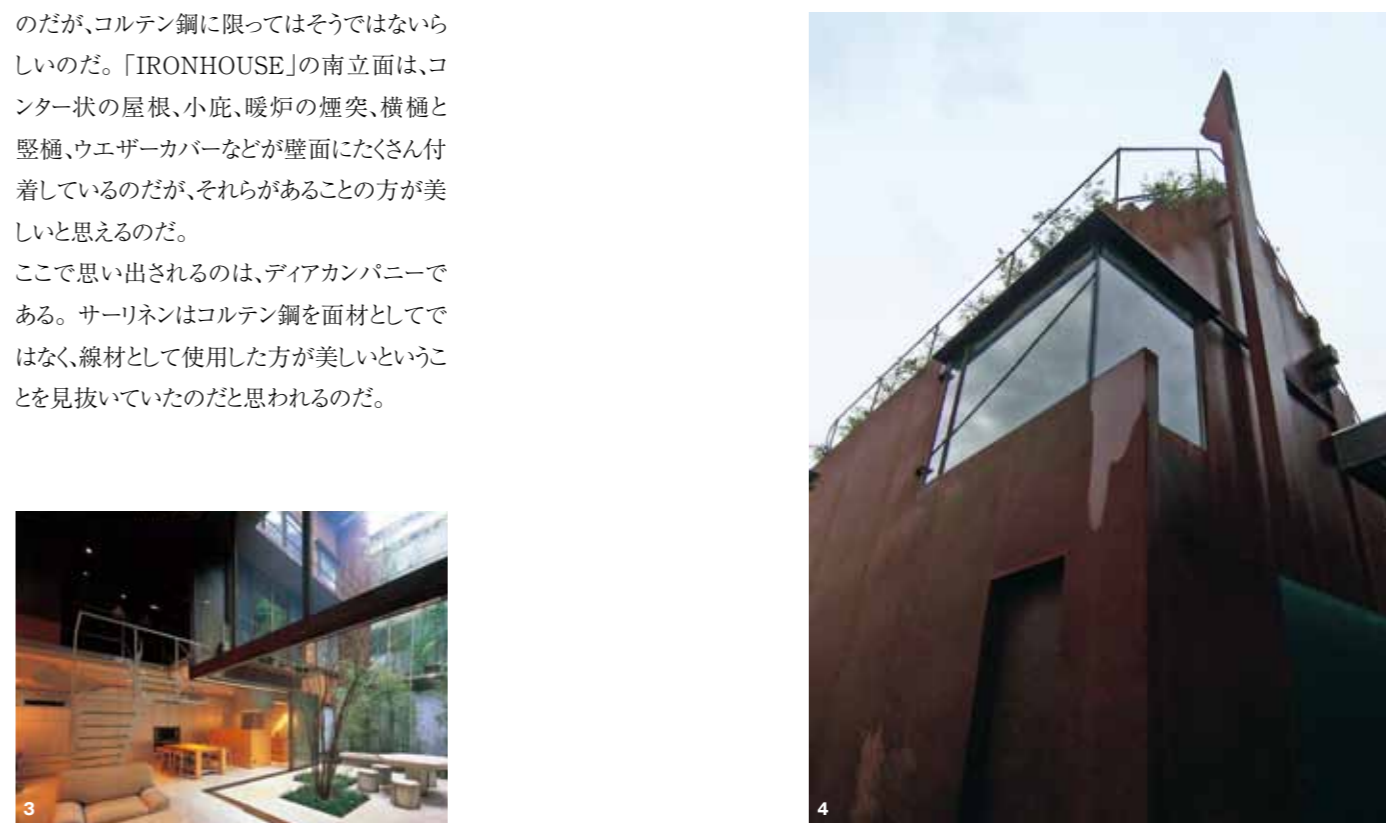 のだが、コルテン鋼に限ってはそうではないら
しいのだ。「IRONHOUSE」の南立面は、コ
ンター状の屋根、小庇、暖炉の煙突、横樋と
竪樋、ウエザーカバーなどが壁面にたくさん付
着しているのだが、それらがあることの方が美
しいと思えるのだ。
ここで思い出されるのは、ディアカンパニーで
ある。サーリネンはコルテン鋼を面材としてで
はなく、線材として使用した方が美しいというこ
とを見抜いていたのだと思われるのだ。
3
4